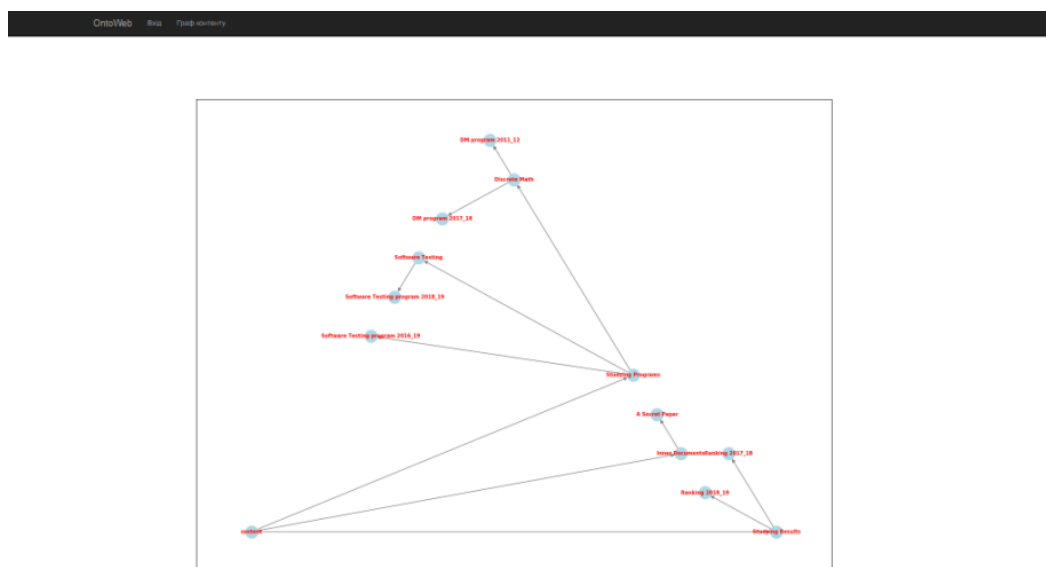 OntoWeb Вхід Граф контенту
DM program 2011_12
Discrete Math
DM program 2017_18
Software Testing
Software Testing program 2018_19
Software Testing program 2016_19
Studying Programs
A Secret Paper
Inner DocumentsRanking 2017_18
Ranking 2018_19
content Studying Results